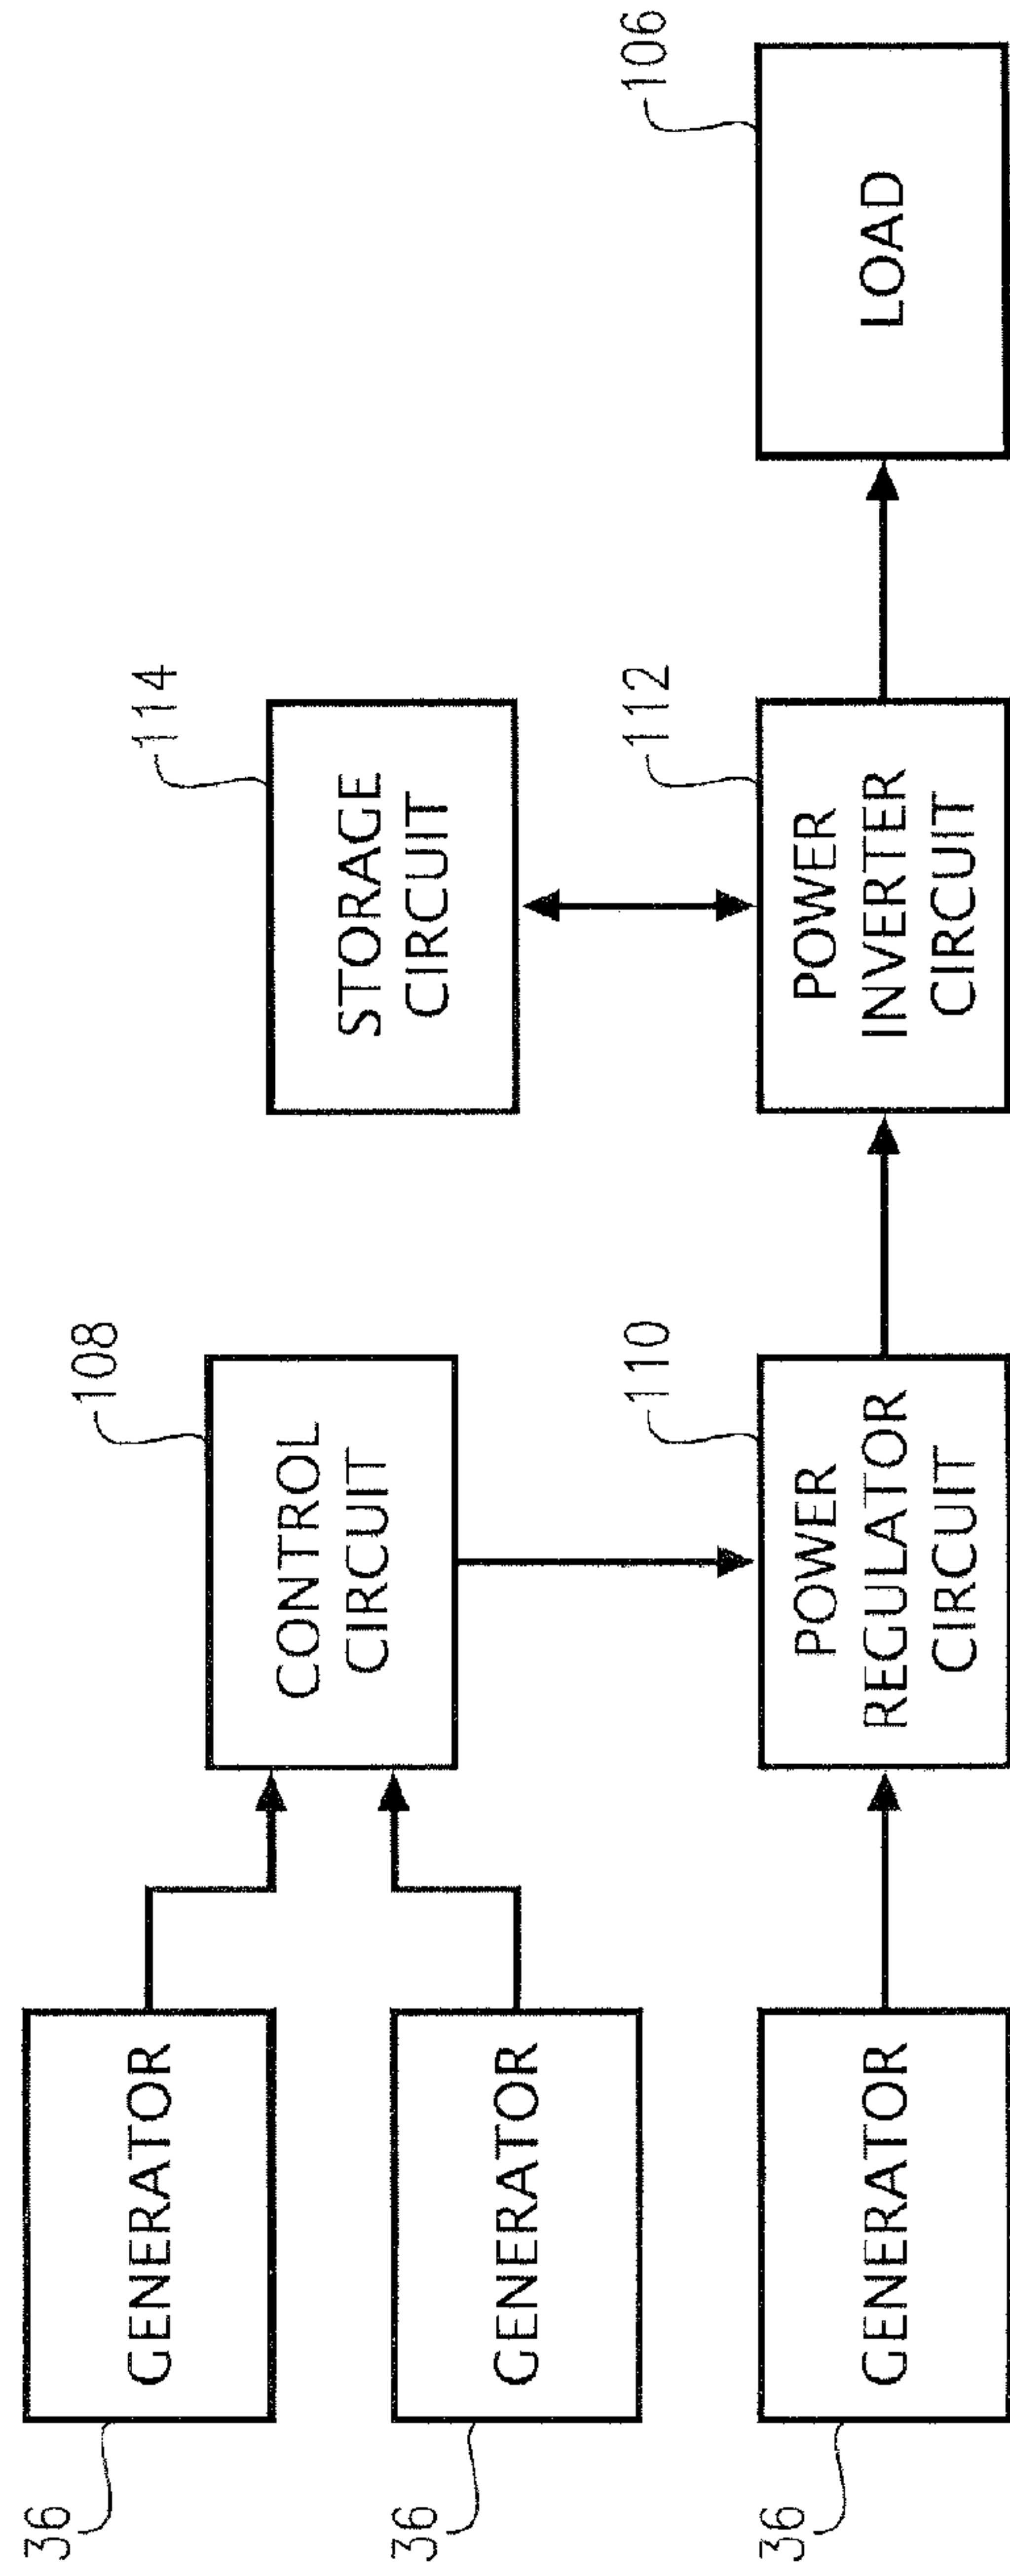 36
GENERATOR
36
GENERATOR
36
GENERATOR
108
CONTROL
CIRCUIT
110
POWER
REGULATOR
CIRCUIT
114
STORAGE
CIRCUIT
112
POWER
INVERTER
CIRCUIT
106
LOAD